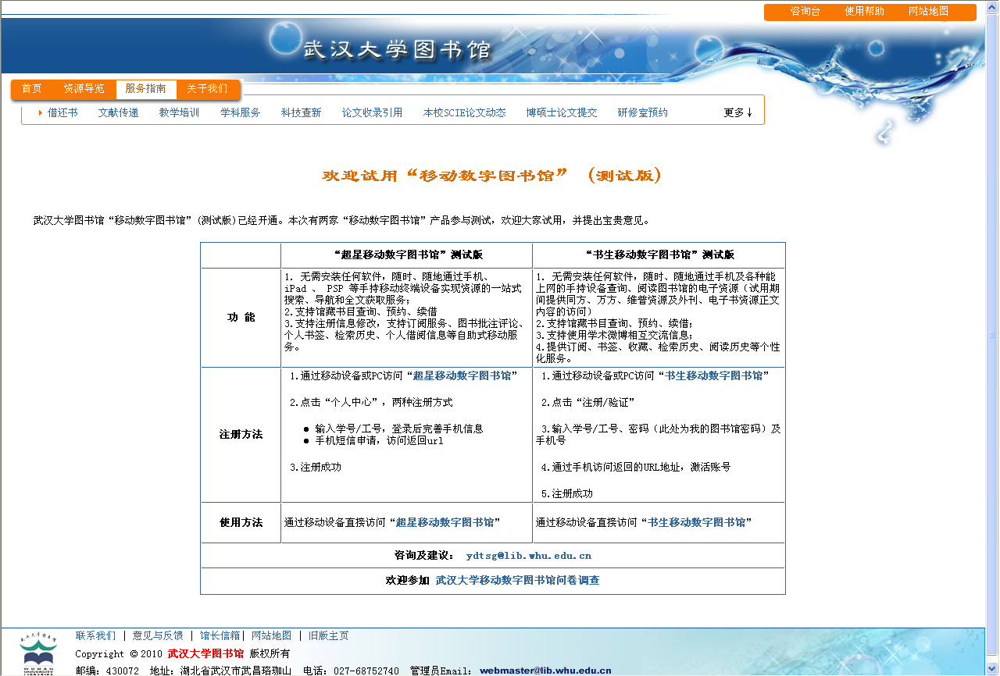 咨询台 使用帮助 网站地图
武汉大学图书馆
首页 资源导览 服务指南 关于我们
借还书 文献传递 教学培训 学科服务 科技查新 论文收录引用 本校SCIE论文动态 博硕士论文提交 研修室预约 更多↓
欢迎试用“移动数字图书馆” (测试版)
武汉大学图书馆“移动数字图书馆”(测试版)已经开通。本次有两家“移动数字图书馆”产品参与测试，欢迎大家试用，并提出宝贵意见。
“超星移动数字图书馆”测试版 “书生移动数字图书馆”测试版
功 能
1. 无需安装任何软件，随时、随地通过手机、
iPad 、 PSP 等手持移动终端设备实现资源的一站式
搜索、导航和全文获取服务；
2.支持馆藏书目查询、预约、续借
3.支持注册信息修改，支持订阅服务、图书批注评论、
个人书签、检索历史、个人借阅信息等自助式移动服
务。
1. 无需安装任何软件，随时、随地通过手机及各种能
上网的手持设备查询、阅读图书馆的电子资源（试用期
间提供同方、万方、维普资源及外刊、电子书资源正文
内容的访问）
2.支持馆藏书目查询、预约、续借；
3.支持使用学术微博相互交流信息；
4.提供订阅、书签、收藏、检索历史、阅读历史等个性
化服务。
注册方法
1.通过移动设备或PC访问“超星移动数字图书馆”
2.点击“个人中心”，两种注册方式
● 输入学号/工号，登录后完善手机信息
● 手机短信申请，访问返回url
3.注册成功
1.通过移动设备或PC访问“书生移动数字图书馆”
2.点击“注册/验证”
3.输入学号/工号、密码（此处为我的图书馆密码）及
手机号
4.通过手机访问返回的URL地址，激活账号
5.注册成功
使用方法 通过移动设备直接访问“超星移动数字图书馆” 通过移动设备直接访问“书生移动数字图书馆”
咨询及建议： ydtsg@lib.whu.edu.cn
欢迎参加 武汉大学移动数字图书馆问卷调查
联系我们 | 意见与反馈 | 馆长信箱| 网站地图 | 旧版主页
Copyright ©2010 武汉大学图书馆 版权所有
邮编：430072 地址：湖北省武汉市武昌珞珈山 电话：027-68752740 管理员Email： webmaster@lib.whu.edu.cn